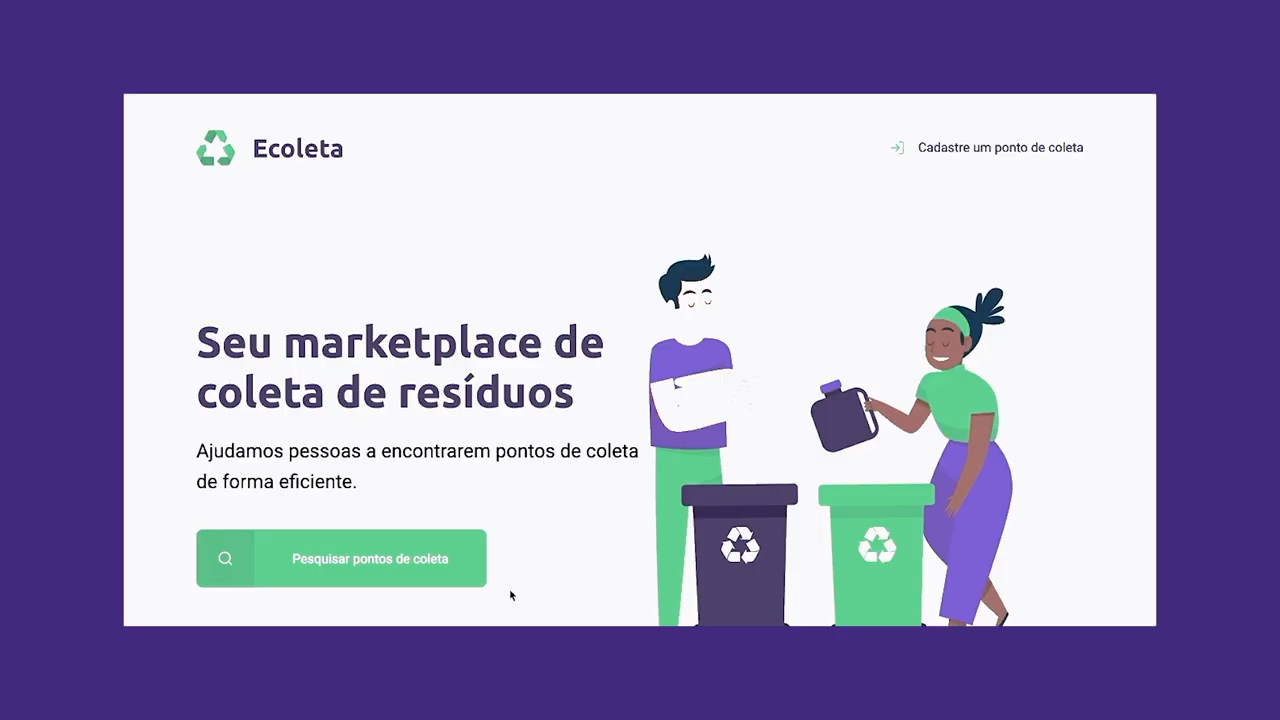 Ecoleta
Cadastre um ponto de coleta
Seu marketplace de
coleta de resíduos
Ajudamos pessoas a encontrarem pontos de coleta
de forma eficiente.
Pesquisar pontos de coleta